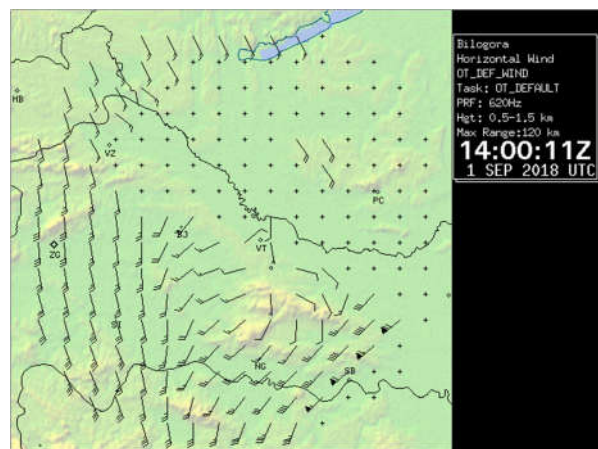 Bilogora
Horizontal Wind
OT_DEF_WIND
Task: OT_DEFAULT
PRF: 620Hz
Hgt: 0.5-1.5 km
Max Range:120 km
14:00:11Z
1 SEP 2018 UTC
HB
VZ
PC
BJ
ZG
VT
NG
SB